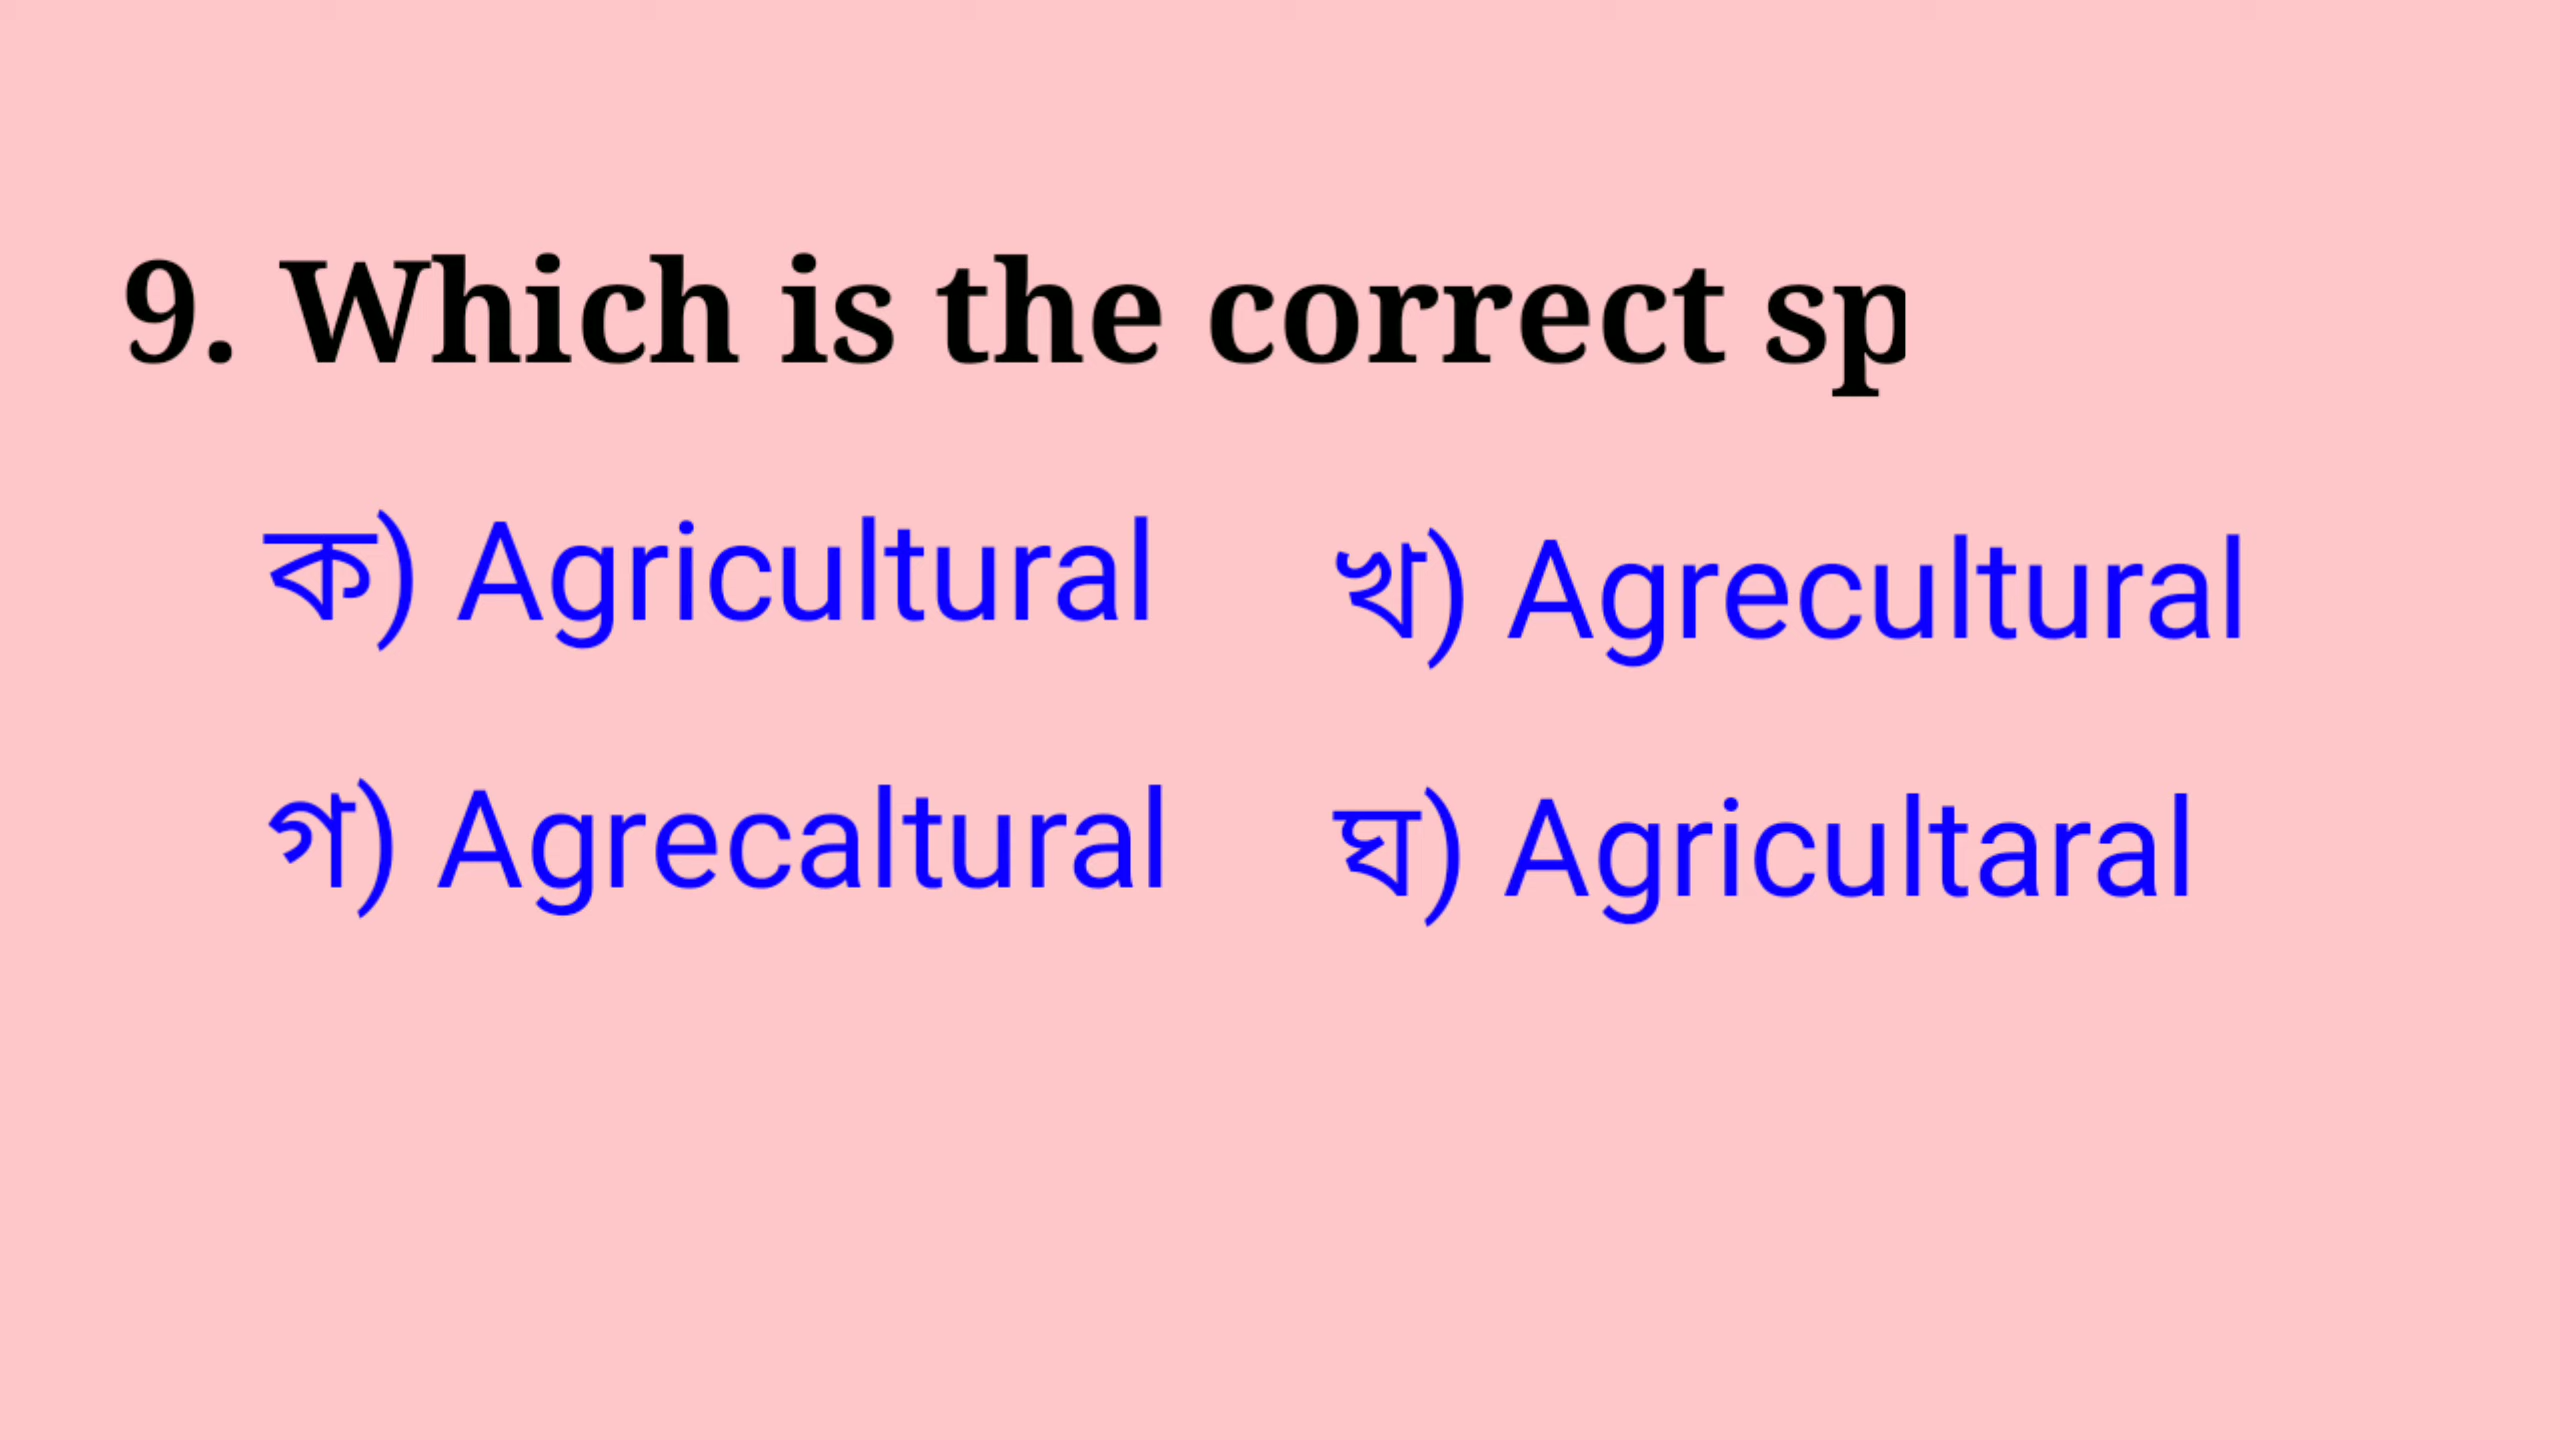 9. Which is the correct sp
ক) Agricultural খ) Agrecultural
গ) Agrecaltural ঘ) Agricultaral